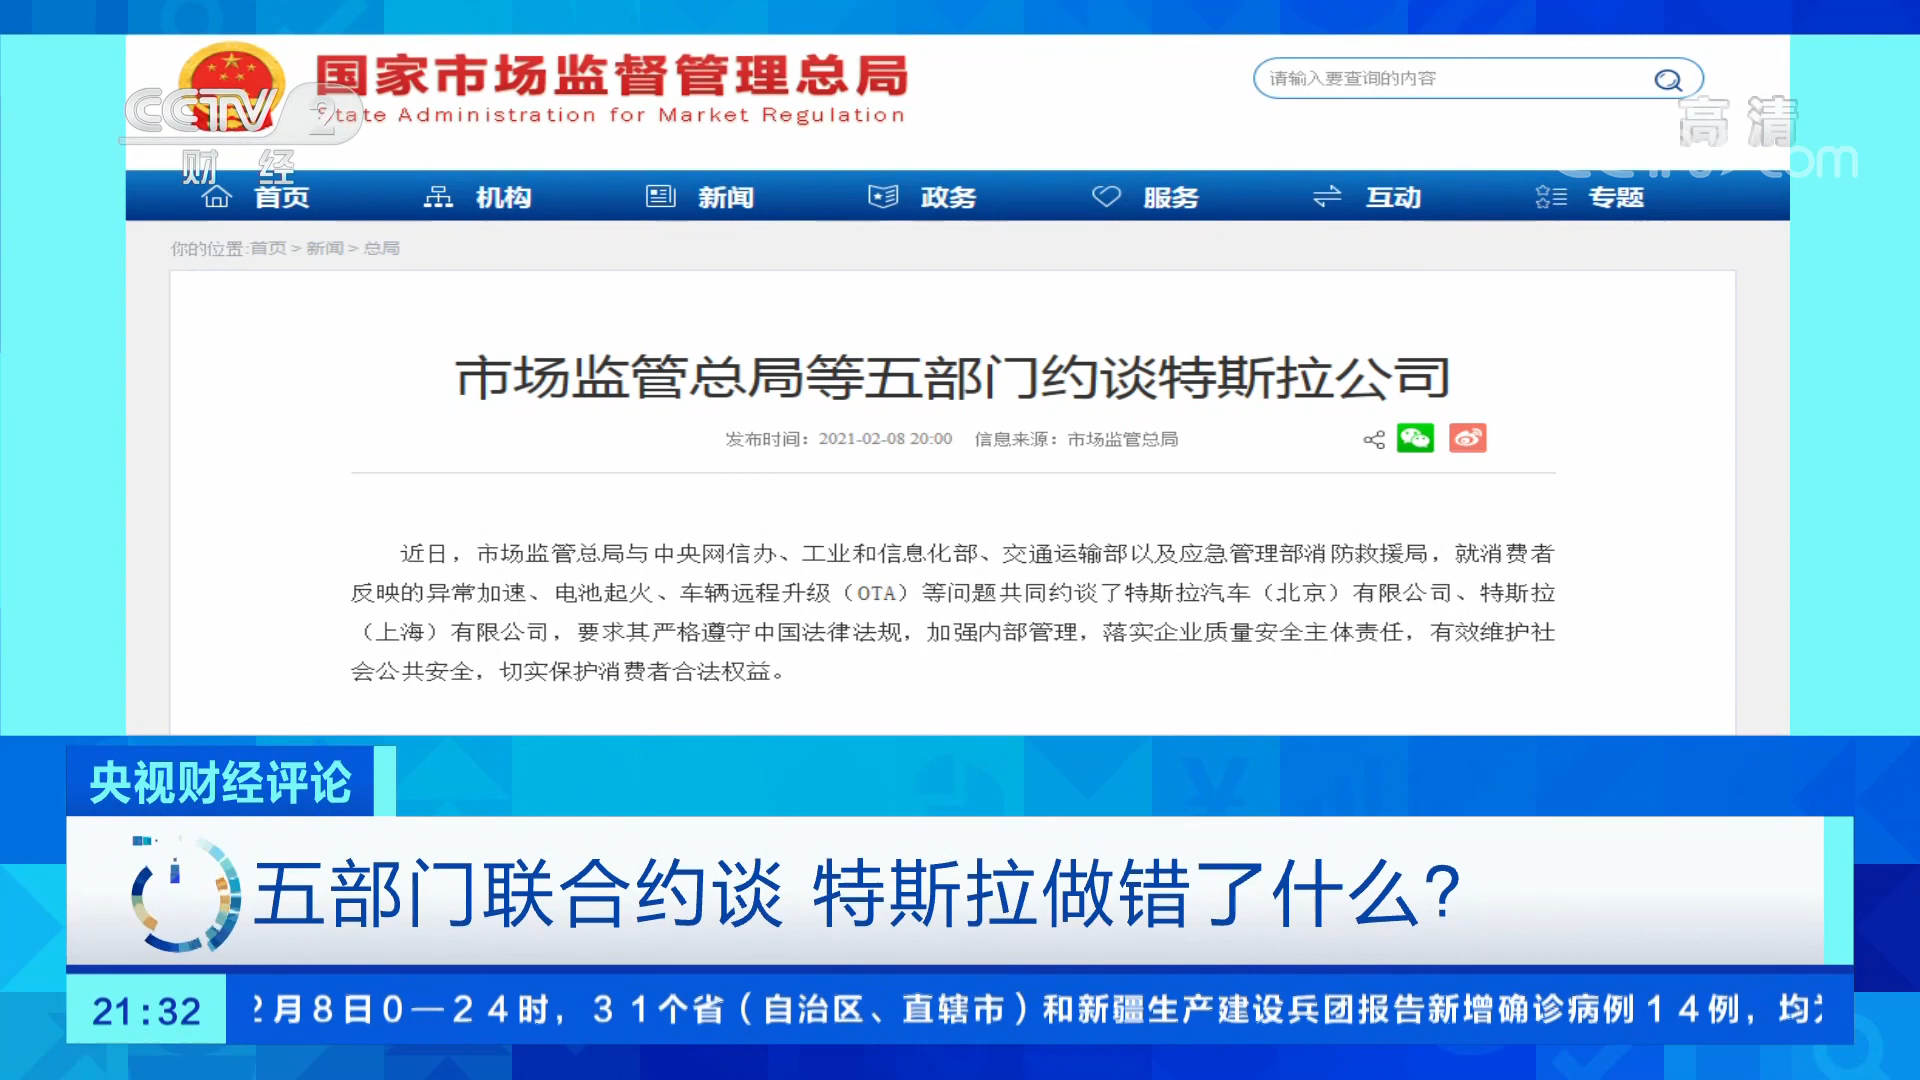 国家市场监督管理总局
State Administration for Market Regulation
请输入要查询的内容
CCTV 2
财 经
高清
首页 机构 新闻 政务 服务 互动 专题
你的位置:首页 > 新闻 > 总局
市场监管总局等五部门约谈特斯拉公司
发布时间：2021-02-08 20:00 信息来源：市场监管总局
近日，市场监管总局与中央网信办、工业和信息化部、交通运输部以及应急管理部消防救援局，就消费者
反映的异常加速、电池起火、车辆远程升级（OTA）等问题共同约谈了特斯拉汽车（北京）有限公司、特斯拉
（上海）有限公司，要求其严格遵守中国法律法规，加强内部管理，落实企业质量安全主体责任，有效维护社
会公共安全，切实保护消费者合法权益。
央视财经评论
五部门联合约谈 特斯拉做错了什么?
21:32
2月8日0—24时，31个省（自治区、直辖市）和新疆生产建设兵团报告新增确诊病例14例，均